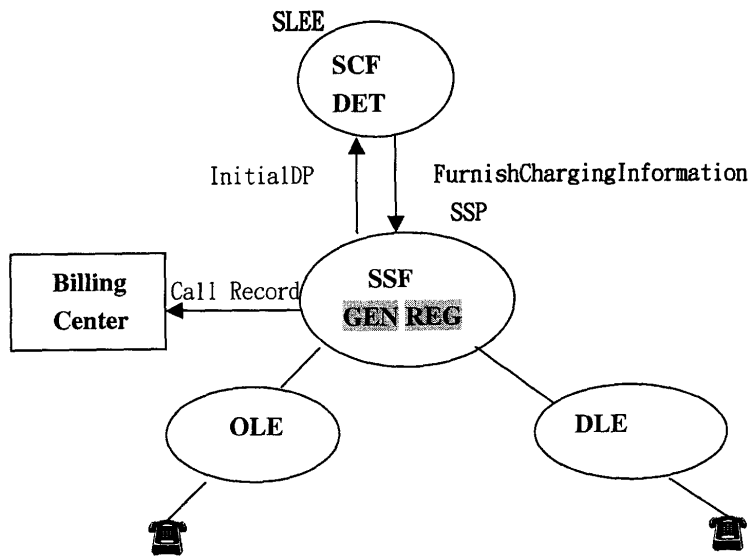 SLEE
SCF
DET
InitialDP
FurnishChargingInformation
SSP
Billing
Center
Call Record
SSF
GEN REG
OLE
DLE